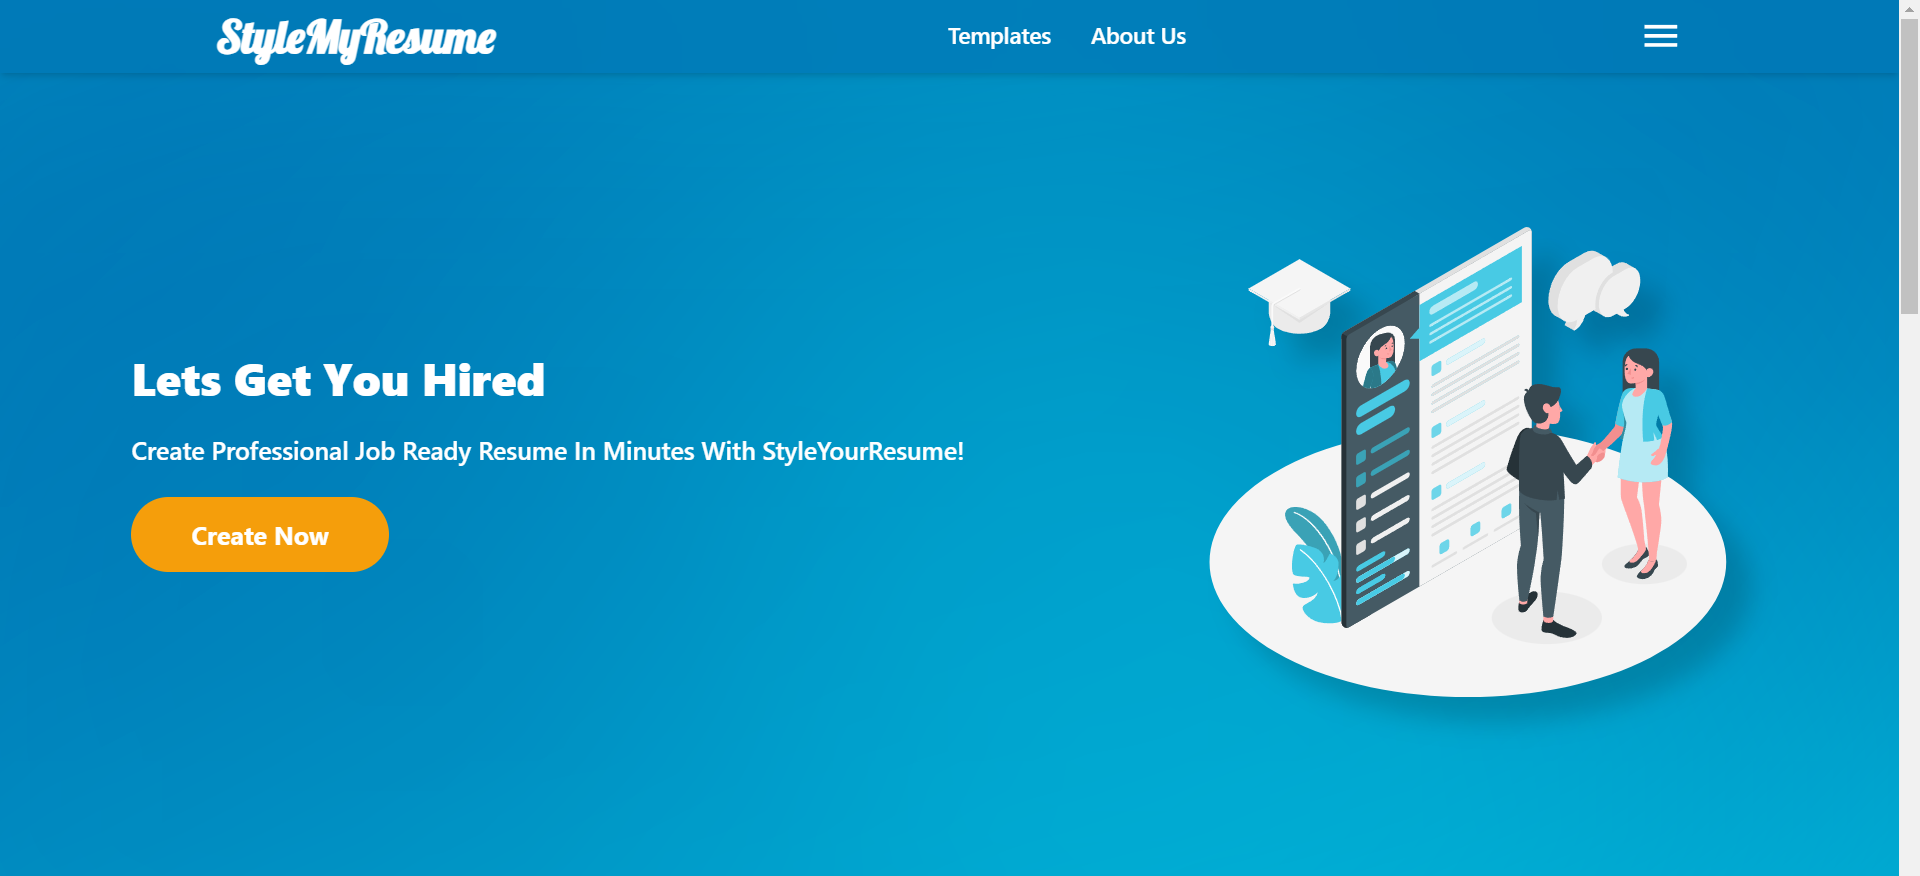 StyleMyResume
Templates
About Us
Lets Get You Hired
Create Professional Job Ready Resume In Minutes With StyleYourResume!
Create Now